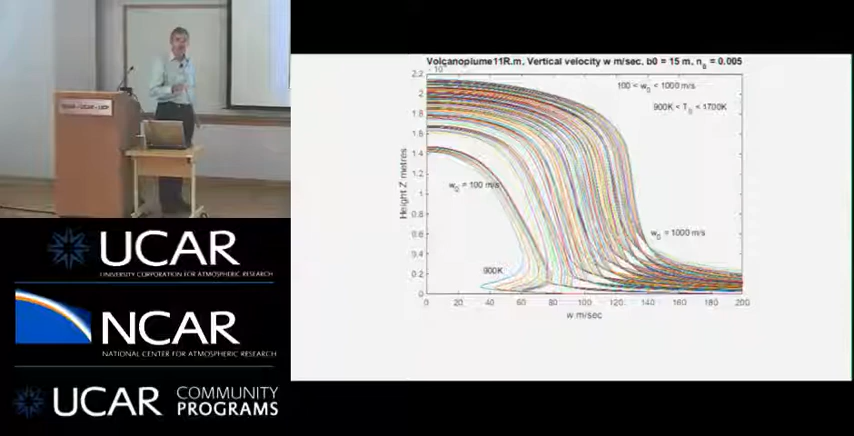 UCAR
UNIVERSITY CORPORATION FOR ATMOSPHERIC RESEARCH
NCAR
NATIONAL CENTER FOR ATMOSPHERIC RESEARCH
UCAR COMMUNITY
PROGRAMS
Volcanoplume11R.m. Vertical velocity w m/sec, b0 = 15 m, n₀ = 0.005
100 < w₀ < 1000 m/s
900K < T₀ < 1700K
w₀ = 100 m/s
w₀ = 1000 m/s
900K
Height Z metres
2.2
2
1.8
1.6
1.4
1.2
1
0.8
0.6
0.4
0.2
0
0 20 40 60 80 100 120 140 160 180 200
w m/sec